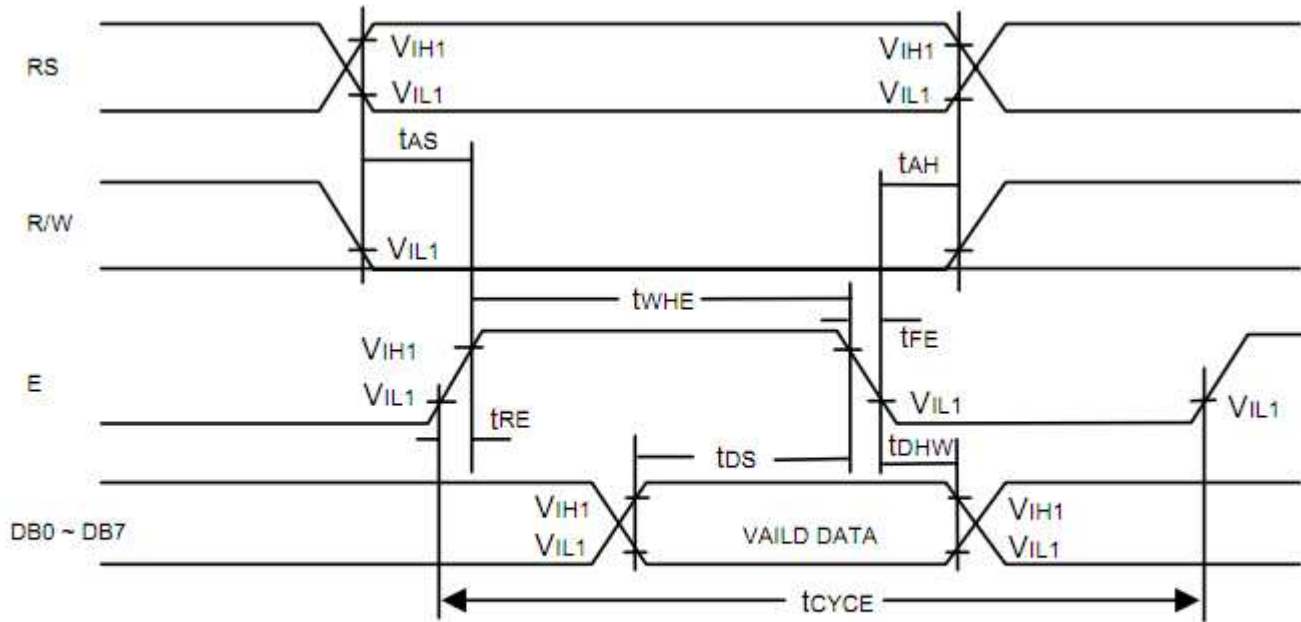 RS
VIH1
VIL1
VIH1
VIL1
tAS
tAH
R/W
VIL1
tWHE
tFE
E
VIH1
VIL1
VIL1
VIL1
tRE
tDS
tDHW
DB0 ~ DB7
VIH1
VIL1
VAILD DATA
VIH1
VIL1
tCYCE